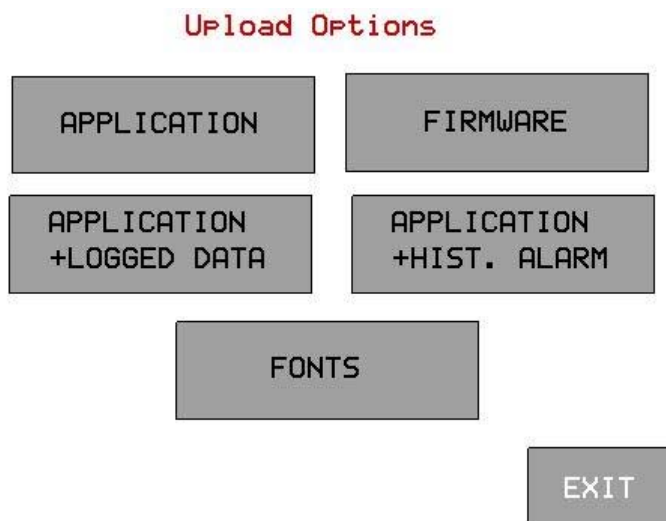 Upload Options
APPLICATION
FIRMWARE
APPLICATION
+LOGGED DATA
APPLICATION
+HIST. ALARM
FONTS
EXIT